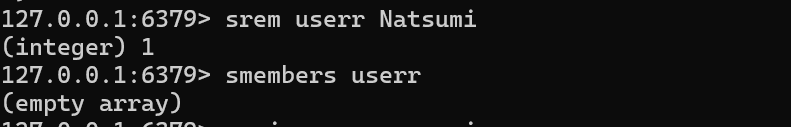 127.0.0.1:6379> srem userr Natsumi
(integer) 1
127.0.0.1:6379> smembers userr
(empty array)